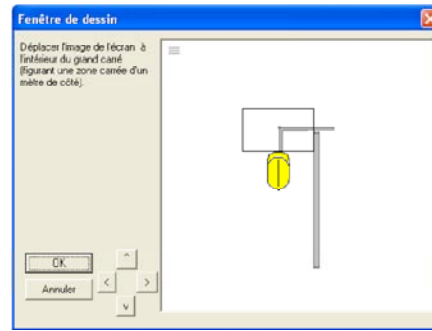 Fenêtre de dessin
Déplacer l'image de l'écran à
l'intérieur du grand carré
(figurant une zone carrée d'un
mètre de côté).
OK
Annuler